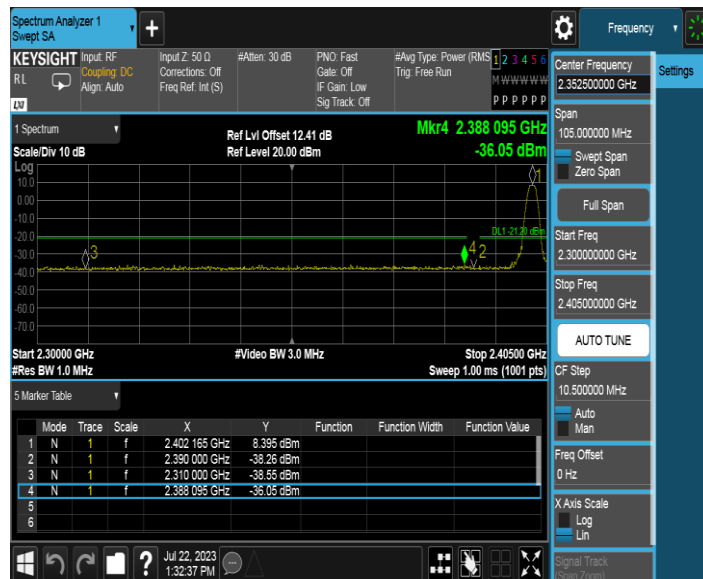 Spectrum Analyzer 1
Swept SA
+
Frequency
KEYSIGHT
RL
LXI
Input: RF
Coupling: DC
Align: Auto
Input Z: 50 Ω
Corrections: Off
Freq Ref: Int (S)
#Atten: 30 dB
PNO: Fast
Gate: Off
IF Gain: Low
Sig Track: Off
#Avg Type: Power (RMS
Trig: Free Run
1 2 3 4 5 6
M W W W W W
P P P P P P
1 Spectrum
Scale/Div 10 dB
Ref Lvl Offset 12.41 dB
Ref Level 20.00 dBm
Mkr4 2.388 095 GHz
-36.05 dBm
Log
10.0
0.00
-10.0
-20.0
-30.0
-40.0
-50.0
-60.0
-70.0
1
DL1 -21.20 dBm
3
4
2
Start 2.30000 GHz
#Res BW 1.0 MHz
#Video BW 3.0 MHz
Stop 2.40500 GHz
Sweep 1.00 ms (1001 pts)
5 Marker Table
Mode Trace Scale X Y Function Function Width Function Value
1 N 1 f 2.402 165 GHz 8.395 dBm
2 N 1 f 2.390 000 GHz -38.26 dBm
3 N 1 f 2.310 000 GHz -38.55 dBm
4 N 1 f 2.388 095 GHz -36.05 dBm
5
6
?
Jul 22, 2023
1:32:37 PM
Center Frequency
2.352500000 GHz
Settings
Span
105.000000 MHz
Swept Span
Zero Span
Full Span
Start Freq
2.300000000 GHz
Stop Freq
2.405000000 GHz
AUTO TUNE
CF Step
10.500000 MHz
Auto
Man
Freq Offset
0 Hz
X Axis Scale
Log
Lin
Signal Track
(Span Zoom)